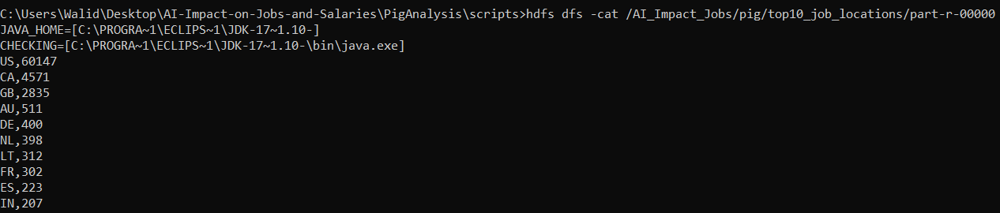 C:\Users\Walid\Desktop\AI-Impact-on-Jobs-and-Salaries\PigAnalysis\scripts>hdfs dfs -cat /AI_Impact_Jobs/pig/top10_job_locations/part-r-00000
JAVA_HOME=[C:\PROGRA~1\ECLIPS~1\JDK-17~1.10-]
CHECKING=[C:\PROGRA~1\ECLIPS~1\JDK-17~1.10-\bin\java.exe]
US,60147
CA,4571
GB,2835
AU,511
DE,400
NL,398
LT,312
FR,302
ES,223
IN,207